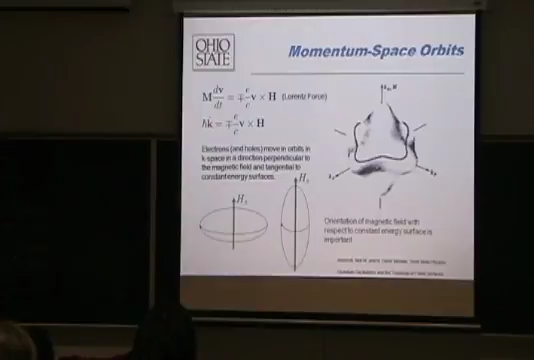 OHIO
STATE
Momentum-Space Orbits
M dv/dt = ∓ e/c v × H (Lorentz Force)
ħk̇ = ∓ e/c v × H
Electrons (and holes) move in orbits in
k-space in a direction perpendicular to
the magnetic field and tangential to
constant energy surfaces.
Orientation of magnetic field with
respect to constant energy surface is
important